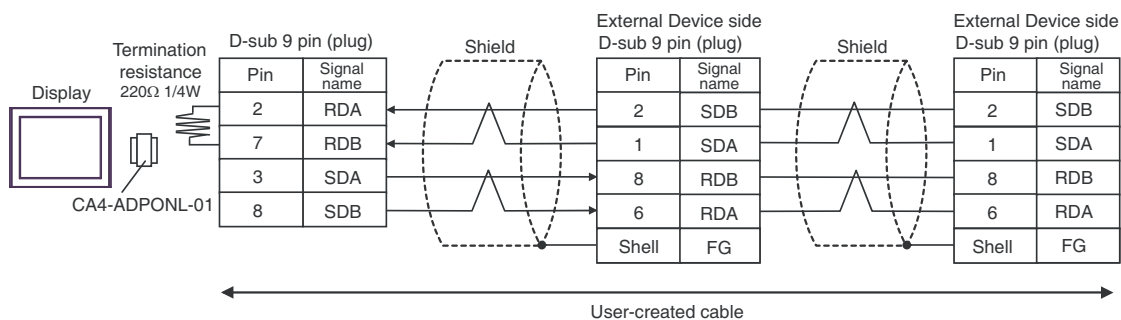 External Device side
External Device side
Termination
resistance
220Ω 1/4W
D-sub 9 pin (plug)
Shield
D-sub 9 pin (plug)
Shield
D-sub 9 pin (plug)
Display
CA4-ADPONL-01
Pin Signal name
2 RDA
7 RDB
3 SDA
8 SDB
Pin Signal name
2 SDB
1 SDA
8 RDB
6 RDA
Shell FG
Pin Signal name
2 SDB
1 SDA
8 RDB
6 RDA
Shell FG
User-created cable